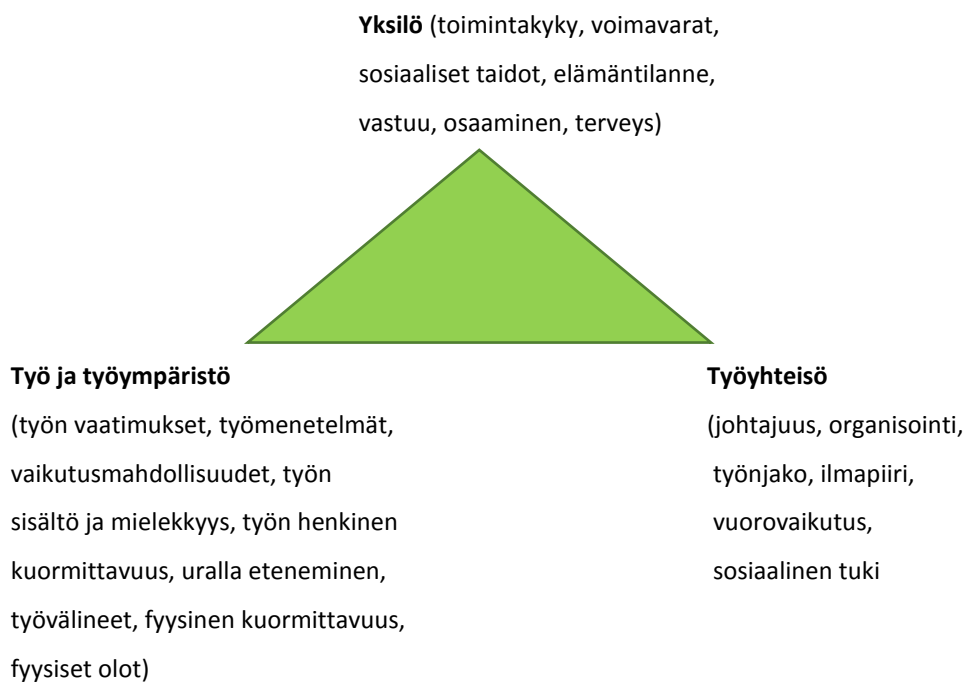 Yksilö (toimintakyky, voimavarat,
sosiaaliset taidot, elämäntilanne,
vastuu, osaaminen, terveys)
Työ ja työympäristö
(työn vaatimukset, työmenetelmät,
vaikutusmahdollisuudet, työn
sisältö ja mielekkyys, työn henkinen
kuormittavuus, uralla eteneminen,
työvälineet, fyysinen kuormittavuus,
fyysiset olot)
Työyhteisö
(johtajuus, organisointi,
työnjako, ilmapiiri,
vuorovaikutus,
sosiaalinen tuki